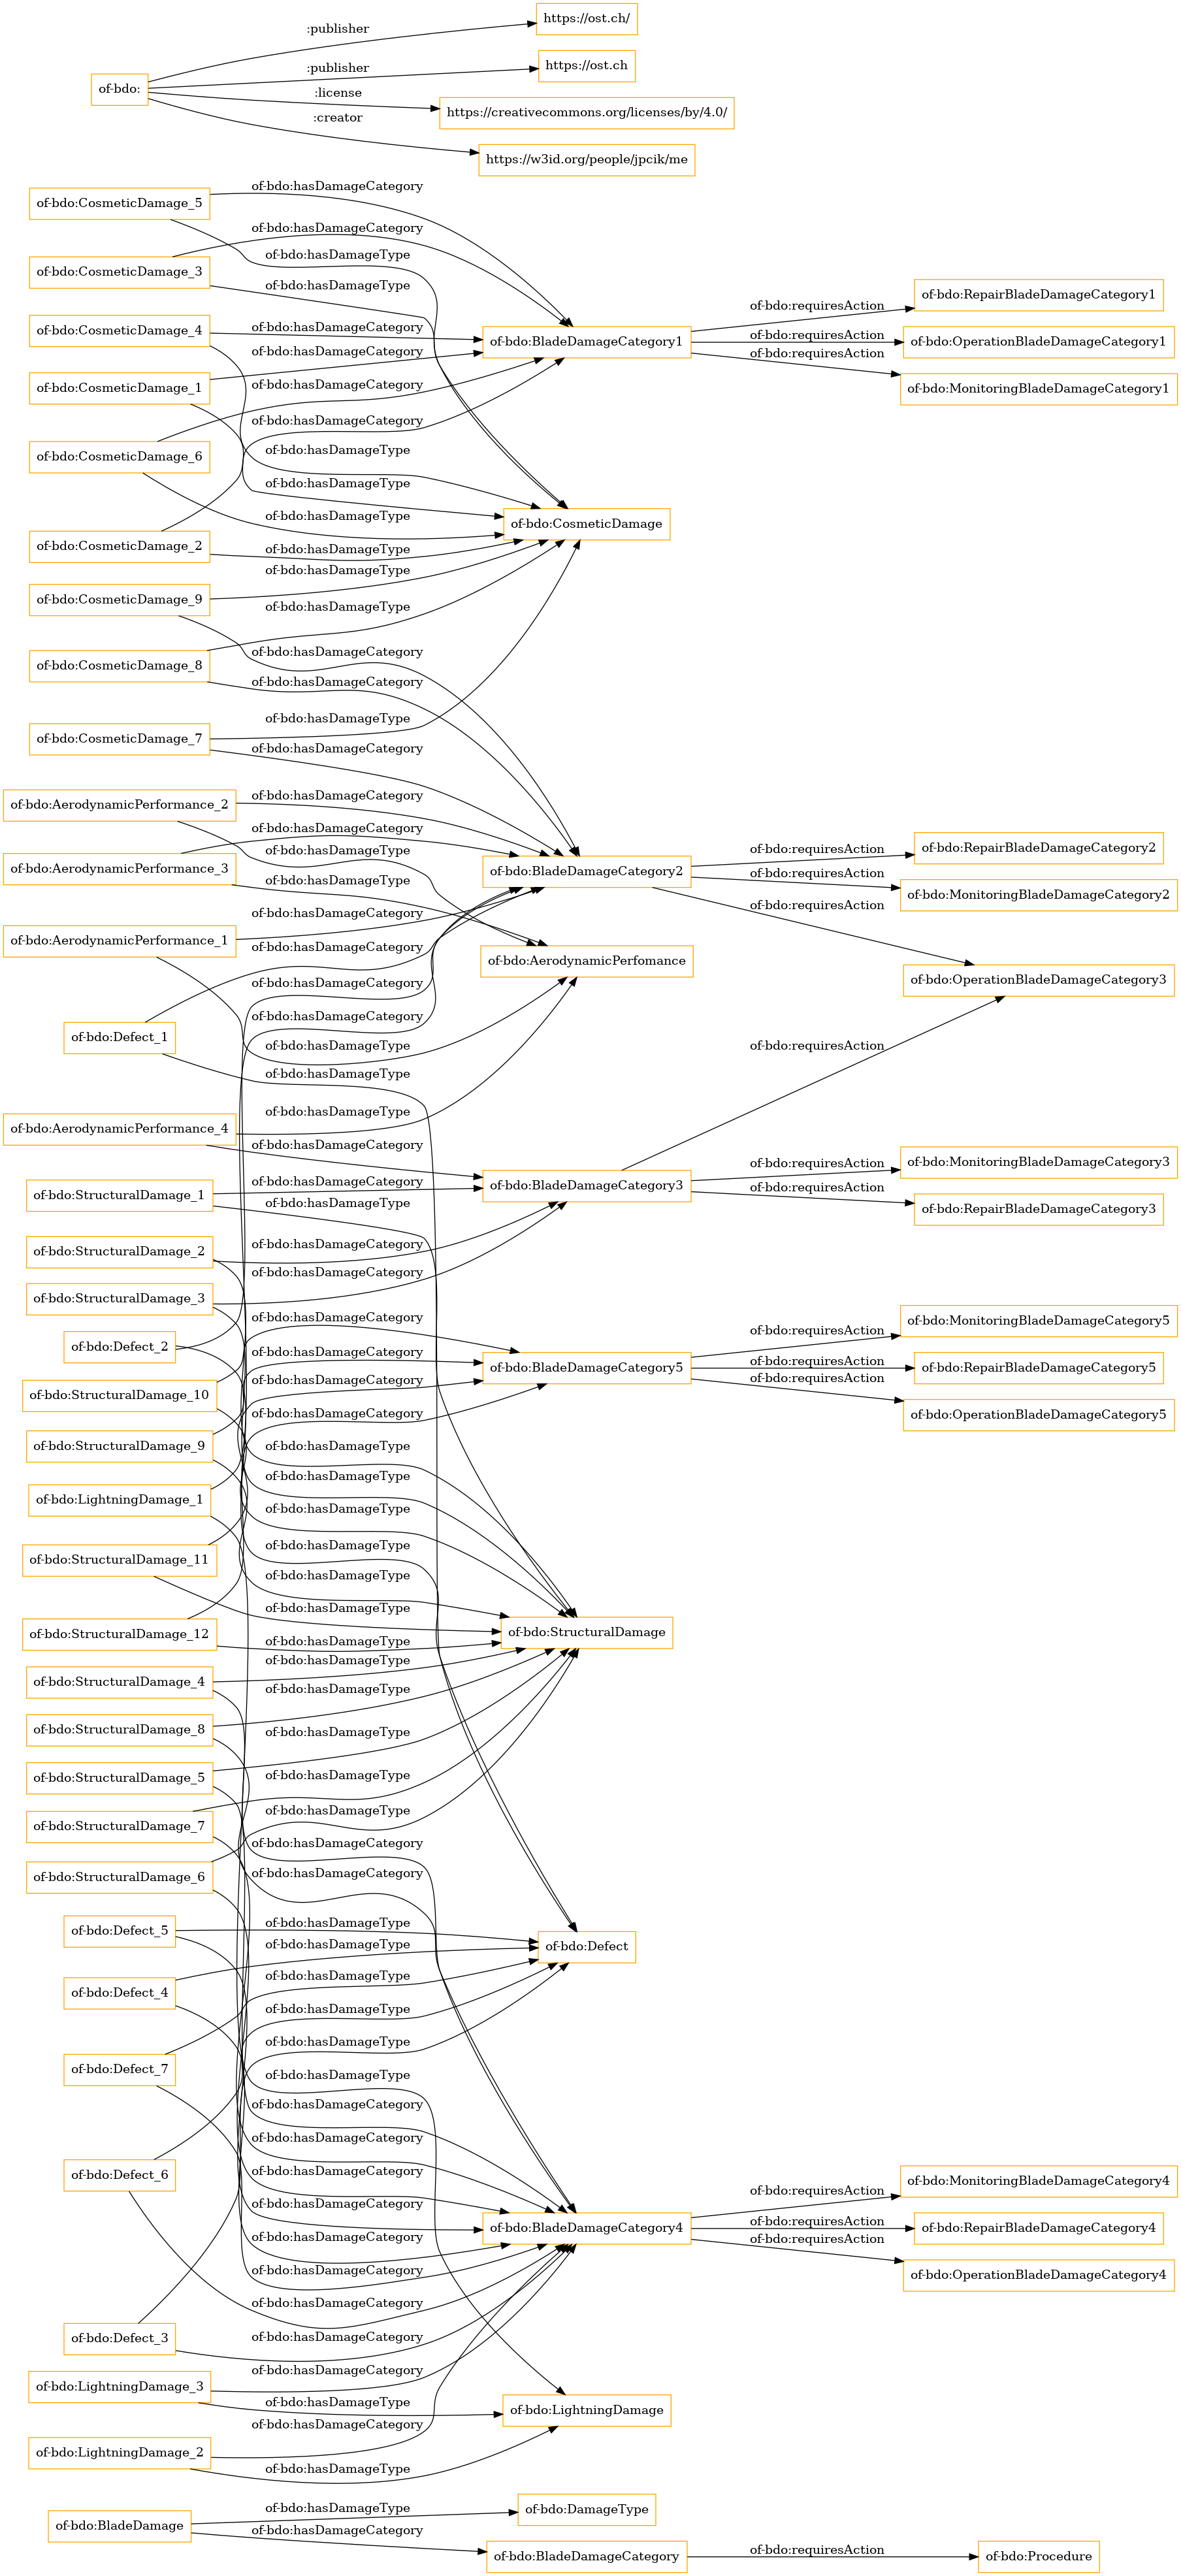 https://ost.ch/
:publisher
https://ost.ch
:publisher
of-bdo:
:license
https://creativecommons.org/licenses/by/4.0/
:creator
https://w3id.org/people/jpcik/me
of-bdo:hasDamageCategory
of-bdo:CosmeticDamage_5
of-bdo:hasDamageCategory
of-bdo:hasDamageType
of-bdo:CosmeticDamage_3
of-bdo:hasDamageType
of-bdo:RepairBladeDamageCategory1
of-bdo:requiresAction
of-bdo:CosmeticDamage_4
of-bdo:hasDamageCategory
of-bdo:requiresAction
of-bdo:BladeDamageCategory1
of-bdo:OperationBladeDamageCategory1
of-bdo:hasDamageCategory
of-bdo:requiresAction
of-bdo:CosmeticDamage_1
of-bdo:hasDamageCategory
of-bdo:MonitoringBladeDamageCategory1
of-bdo:hasDamageCategory
of-bdo:hasDamageType
of-bdo:CosmeticDamage_6
of-bdo:hasDamageType
of-bdo:hasDamageType
of-bdo:CosmeticDamage
of-bdo:CosmeticDamage_2
of-bdo:hasDamageType
of-bdo:hasDamageType
of-bdo:CosmeticDamage_9
of-bdo:hasDamageType
of-bdo:hasDamageCategory
of-bdo:CosmeticDamage_8
of-bdo:hasDamageCategory
of-bdo:hasDamageType
of-bdo:CosmeticDamage_7
of-bdo:hasDamageCategory
of-bdo:hasDamageCategory
of-bdo:AerodynamicPerformance_2
of-bdo:hasDamageCategory
of-bdo:hasDamageType
of-bdo:requiresAction
of-bdo:RepairBladeDamageCategory2
of-bdo:AerodynamicPerformance_3
of-bdo:BladeDamageCategory2
of-bdo:hasDamageType
of-bdo:requiresAction
of-bdo:MonitoringBladeDamageCategory2
of-bdo:requiresAction
of-bdo:hasDamageCategory
of-bdo:AerodynamicPerformance_1
of-bdo:hasDamageCategory
of-bdo:AerodynamicPerfomance
of-bdo:OperationBladeDamageCategory3
of-bdo:hasDamageCategory
of-bdo:hasDamageCategory
of-bdo:Defect_1
of-bdo:hasDamageType
of-bdo:requiresAction
of-bdo:hasDamageType
of-bdo:hasDamageType
of-bdo:AerodynamicPerformance_4
of-bdo:hasDamageCategory
of-bdo:requiresAction
of-bdo:MonitoringBladeDamageCategory3
of-bdo:hasDamageCategory
of-bdo:BladeDamageCategory3
of-bdo:requiresAction
of-bdo:StructuralDamage_1
of-bdo:hasDamageType
of-bdo:RepairBladeDamageCategory3
of-bdo:hasDamageCategory
of-bdo:StructuralDamage_2
of-bdo:hasDamageCategory
of-bdo:StructuralDamage_3
of-bdo:hasDamageCategory
of-bdo:MonitoringBladeDamageCategory5
of-bdo:requiresAction
of-bdo:Defect_2
of-bdo:hasDamageCategory
of-bdo:requiresAction
of-bdo:BladeDamageCategory5
of-bdo:RepairBladeDamageCategory5
of-bdo:hasDamageCategory
of-bdo:requiresAction
of-bdo:StructuralDamage_10
of-bdo:hasDamageCategory
of-bdo:OperationBladeDamageCategory5
of-bdo:StructuralDamage_9
of-bdo:hasDamageType
of-bdo:hasDamageType
of-bdo:LightningDamage_1
of-bdo:hasDamageType
of-bdo:hasDamageType
of-bdo:StructuralDamage_11
of-bdo:hasDamageType
of-bdo:hasDamageType
of-bdo:StructuralDamage
of-bdo:StructuralDamage_12
of-bdo:hasDamageType
of-bdo:hasDamageType
of-bdo:StructuralDamage_4
of-bdo:hasDamageType
of-bdo:StructuralDamage_8
of-bdo:hasDamageType
of-bdo:hasDamageType
of-bdo:StructuralDamage_5
of-bdo:hasDamageType
of-bdo:StructuralDamage_7
of-bdo:hasDamageCategory
of-bdo:hasDamageCategory
of-bdo:StructuralDamage_6
of-bdo:hasDamageType
of-bdo:Defect_5
of-bdo:hasDamageType
of-bdo:Defect
of-bdo:hasDamageType
of-bdo:Defect_4
of-bdo:hasDamageType
of-bdo:hasDamageType
of-bdo:Defect_7
of-bdo:hasDamageType
of-bdo:hasDamageCategory
of-bdo:hasDamageCategory
of-bdo:Defect_6
of-bdo:hasDamageCategory
of-bdo:MonitoringBladeDamageCategory4
of-bdo:requiresAction
of-bdo:hasDamageCategory
of-bdo:requiresAction
of-bdo:BladeDamageCategory4
of-bdo:RepairBladeDamageCategory4
of-bdo:hasDamageCategory
of-bdo:requiresAction
of-bdo:hasDamageCategory
of-bdo:OperationBladeDamageCategory4
of-bdo:hasDamageCategory
of-bdo:Defect_3
of-bdo:hasDamageCategory
of-bdo:hasDamageCategory
of-bdo:LightningDamage_3
of-bdo:hasDamageType
of-bdo:LightningDamage
of-bdo:hasDamageCategory
of-bdo:LightningDamage_2
of-bdo:hasDamageType
of-bdo:hasDamageType
of-bdo:DamageType
of-bdo:BladeDamage
of-bdo:hasDamageCategory
of-bdo:BladeDamageCategory
of-bdo:requiresAction
of-bdo:Procedure